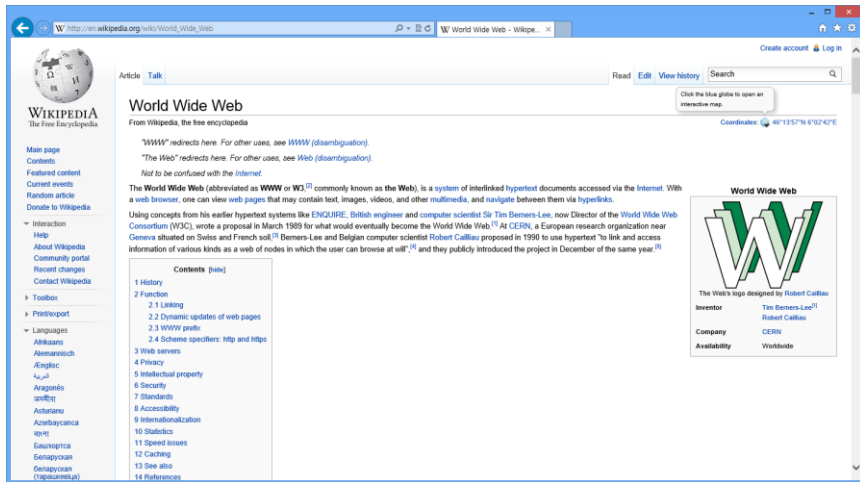 http://en.wikipedia.org/wiki/World_Wide_Web
World Wide Web - Wikipe...
Create account Log in
Article Talk
Read Edit View history Search
Click the blue globe to open an
interactive map.
Coordinates: 46°13′57″N 6°02′42″E
WIKIPEDIA
The Free Encyclopedia
Main page
Contents
Featured content
Current events
Random article
Donate to Wikipedia
Interaction
Help
About Wikipedia
Community portal
Recent changes
Contact Wikipedia
Toolbox
Print/export
Languages
Afrikaans
Alemannisch
Ænglisc
العربية
Aragonés
অসমীয়া
Asturianu
Azərbaycanca
বাংলা
Башҡортса
Беларуская
беларуская
(тарашкевіца)
World Wide Web
From Wikipedia, the free encyclopedia
"WWW" redirects here. For other uses, see WWW (disambiguation).
"The Web" redirects here. For other uses, see Web (disambiguation).
Not to be confused with the Internet.
The World Wide Web (abbreviated as WWW or W3,[2] commonly known as the Web), is a system of interlinked hypertext documents accessed via the Internet. With
a web browser, one can view web pages that may contain text, images, videos, and other multimedia, and navigate between them via hyperlinks.
Using concepts from his earlier hypertext systems like ENQUIRE, British engineer and computer scientist Sir Tim Berners-Lee, now Director of the World Wide Web
Consortium (W3C), wrote a proposal in March 1989 for what would eventually become the World Wide Web.[1] At CERN, a European research organization near
Geneva situated on Swiss and French soil,[3] Berners-Lee and Belgian computer scientist Robert Cailliau proposed in 1990 to use hypertext "to link and access
information of various kinds as a web of nodes in which the user can browse at will",[4] and they publicly introduced the project in December of the same year.[5]
Contents [hide]
1 History
2 Function
2.1 Linking
2.2 Dynamic updates of web pages
2.3 WWW prefix
2.4 Scheme specifiers: http and https
3 Web servers
4 Privacy
5 Intellectual property
6 Security
7 Standards
8 Accessibility
9 Internationalization
10 Statistics
11 Speed issues
12 Caching
13 See also
14 References
World Wide Web
The Web's logo designed by Robert Cailliau
Inventor Tim Berners-Lee[1]
Robert Cailliau
Company CERN
Availability Worldwide